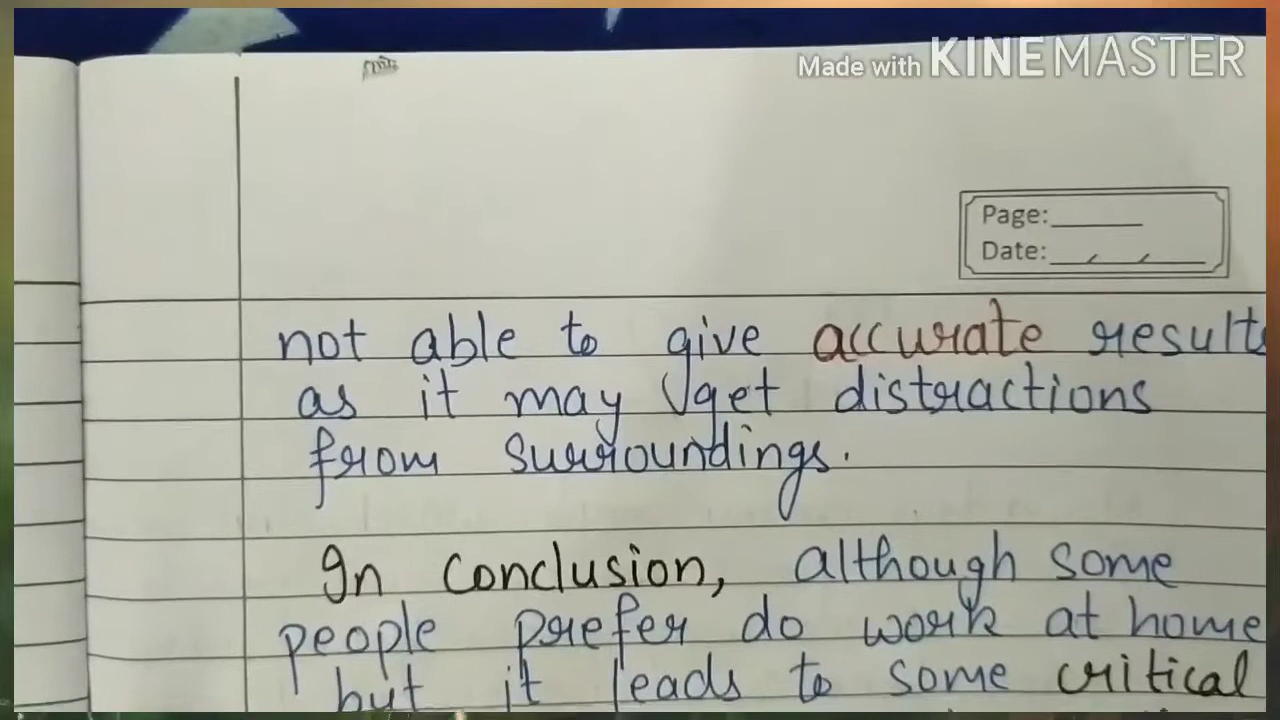 Made with KINEMASTER
Page:
Date:
not able to give accurate results
as it may get distractions
from surroundings.
In conclusion, although some
people prefer do work at home
but it leads to some critical